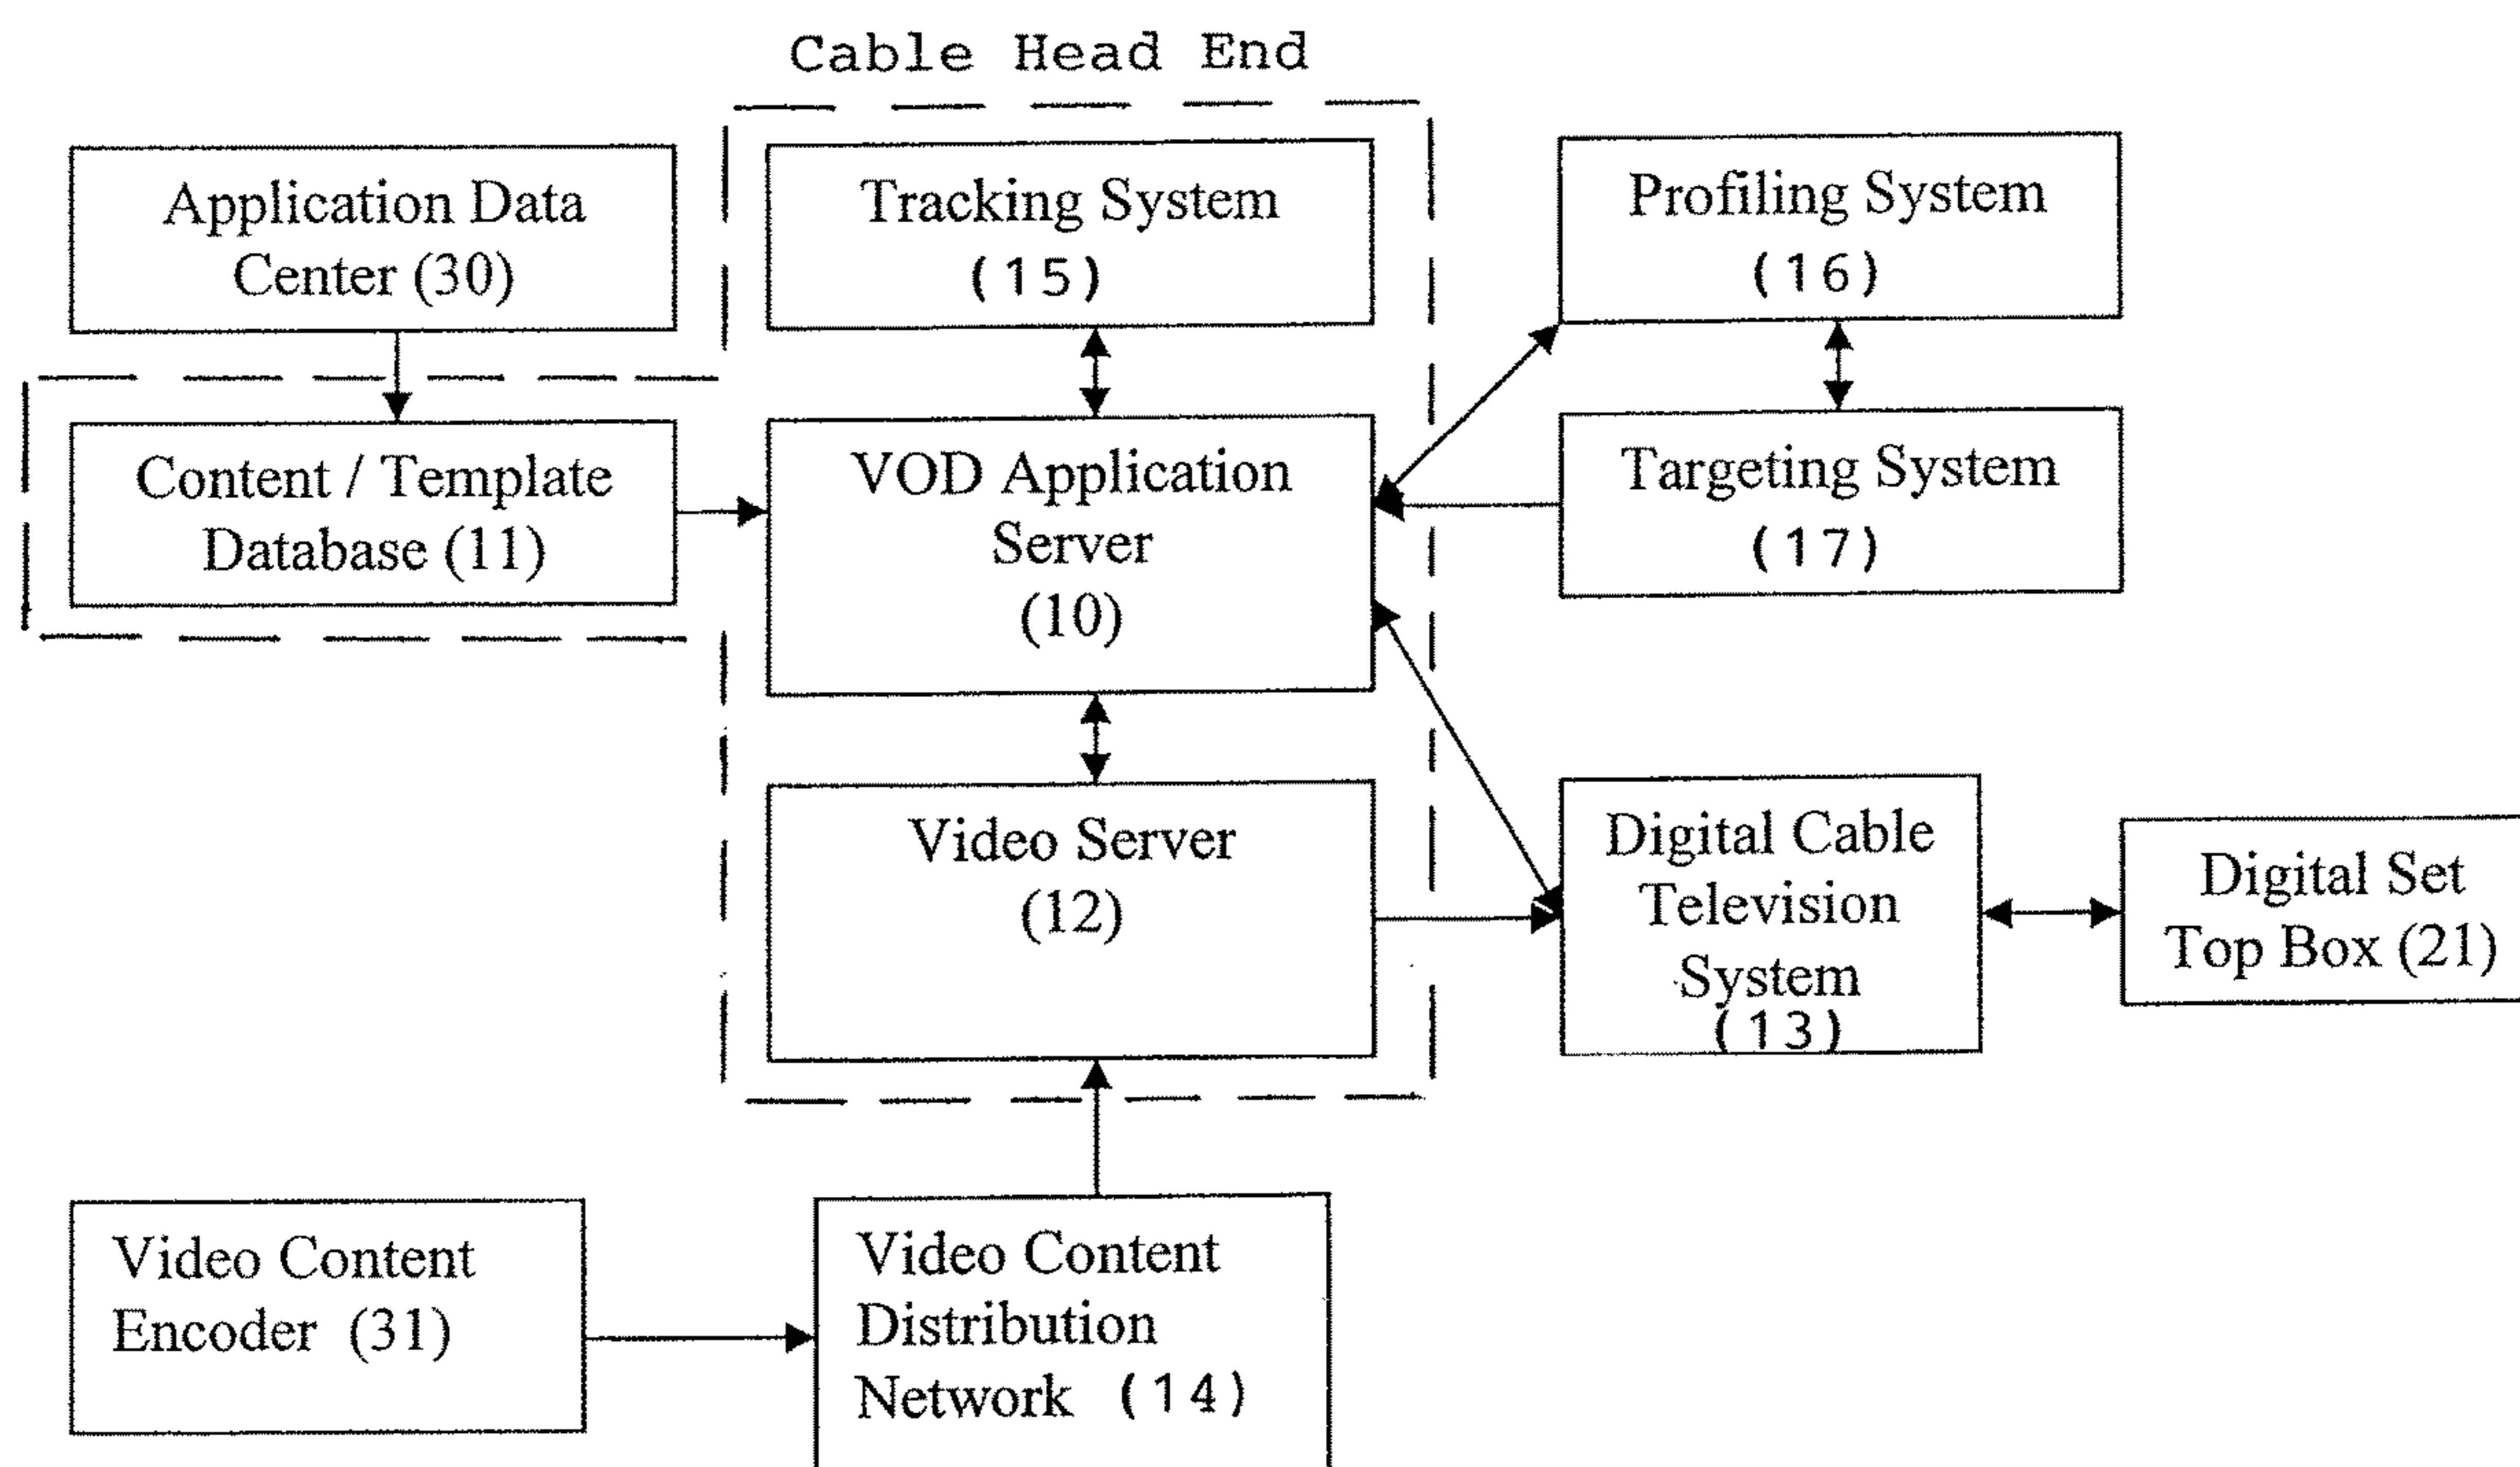 Cable Head End
Application Data
Center (30)
Tracking System
(15)
Profiling System
(16)
Content / Template
Database (11)
VOD Application
Server
(10)
Targeting System
(17)
Video Server
(12)
Digital Cable
Television
System
(13)
Digital Set
Top Box (21)
Video Content
Encoder (31)
Video Content
Distribution
Network (14)